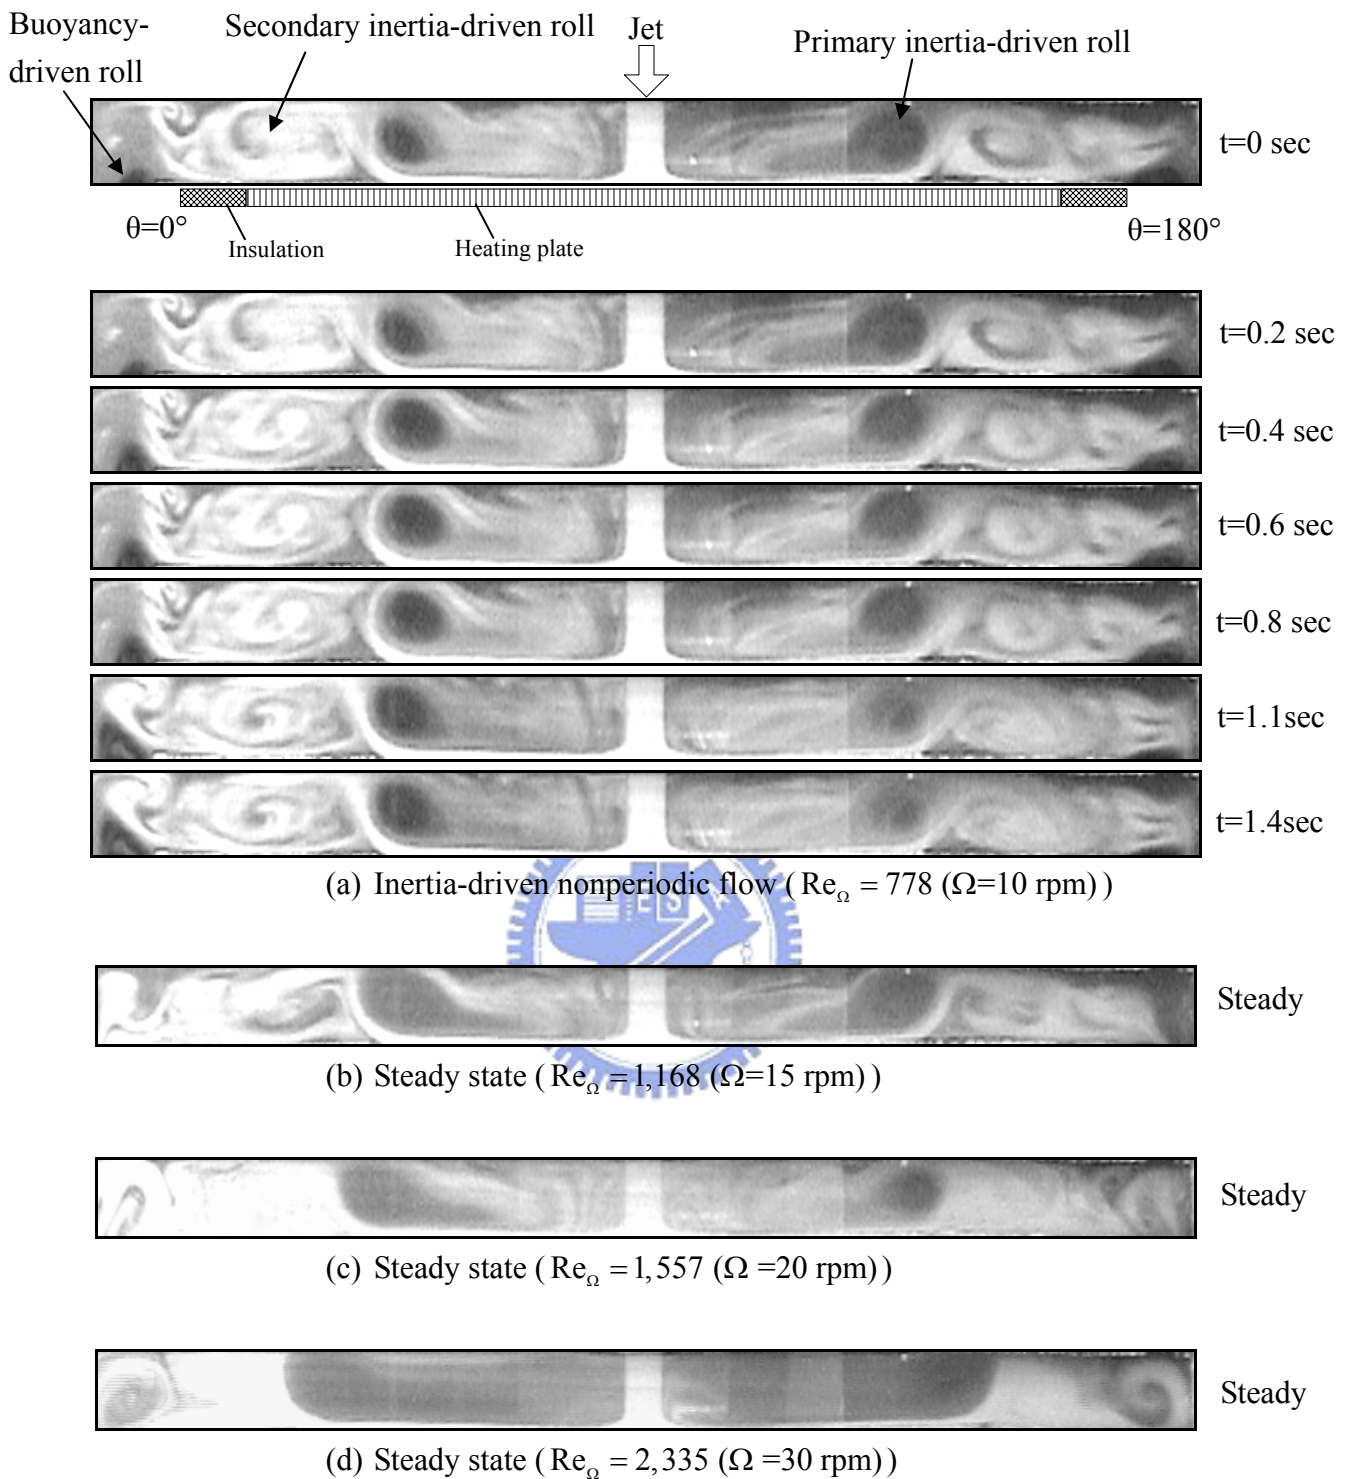 Buoyancy-
driven roll
Secondary inertia-driven roll
Jet
Primary inertia-driven roll
t=0 sec
θ=0°
Insulation
Heating plate
θ=180°
t=0.2 sec
t=0.4 sec
t=0.6 sec
t=0.8 sec
t=1.1sec
t=1.4sec
(a) Inertia-driven nonperiodic flow ( Re_Ω = 778 (Ω=10 rpm) )
E S
Steady
(b) Steady state ( Re_Ω = 1,168 (Ω=15 rpm) )
Steady
(c) Steady state ( Re_Ω = 1,557 (Ω =20 rpm) )
Steady
(d) Steady state ( Re_Ω = 2,335 (Ω =30 rpm) )